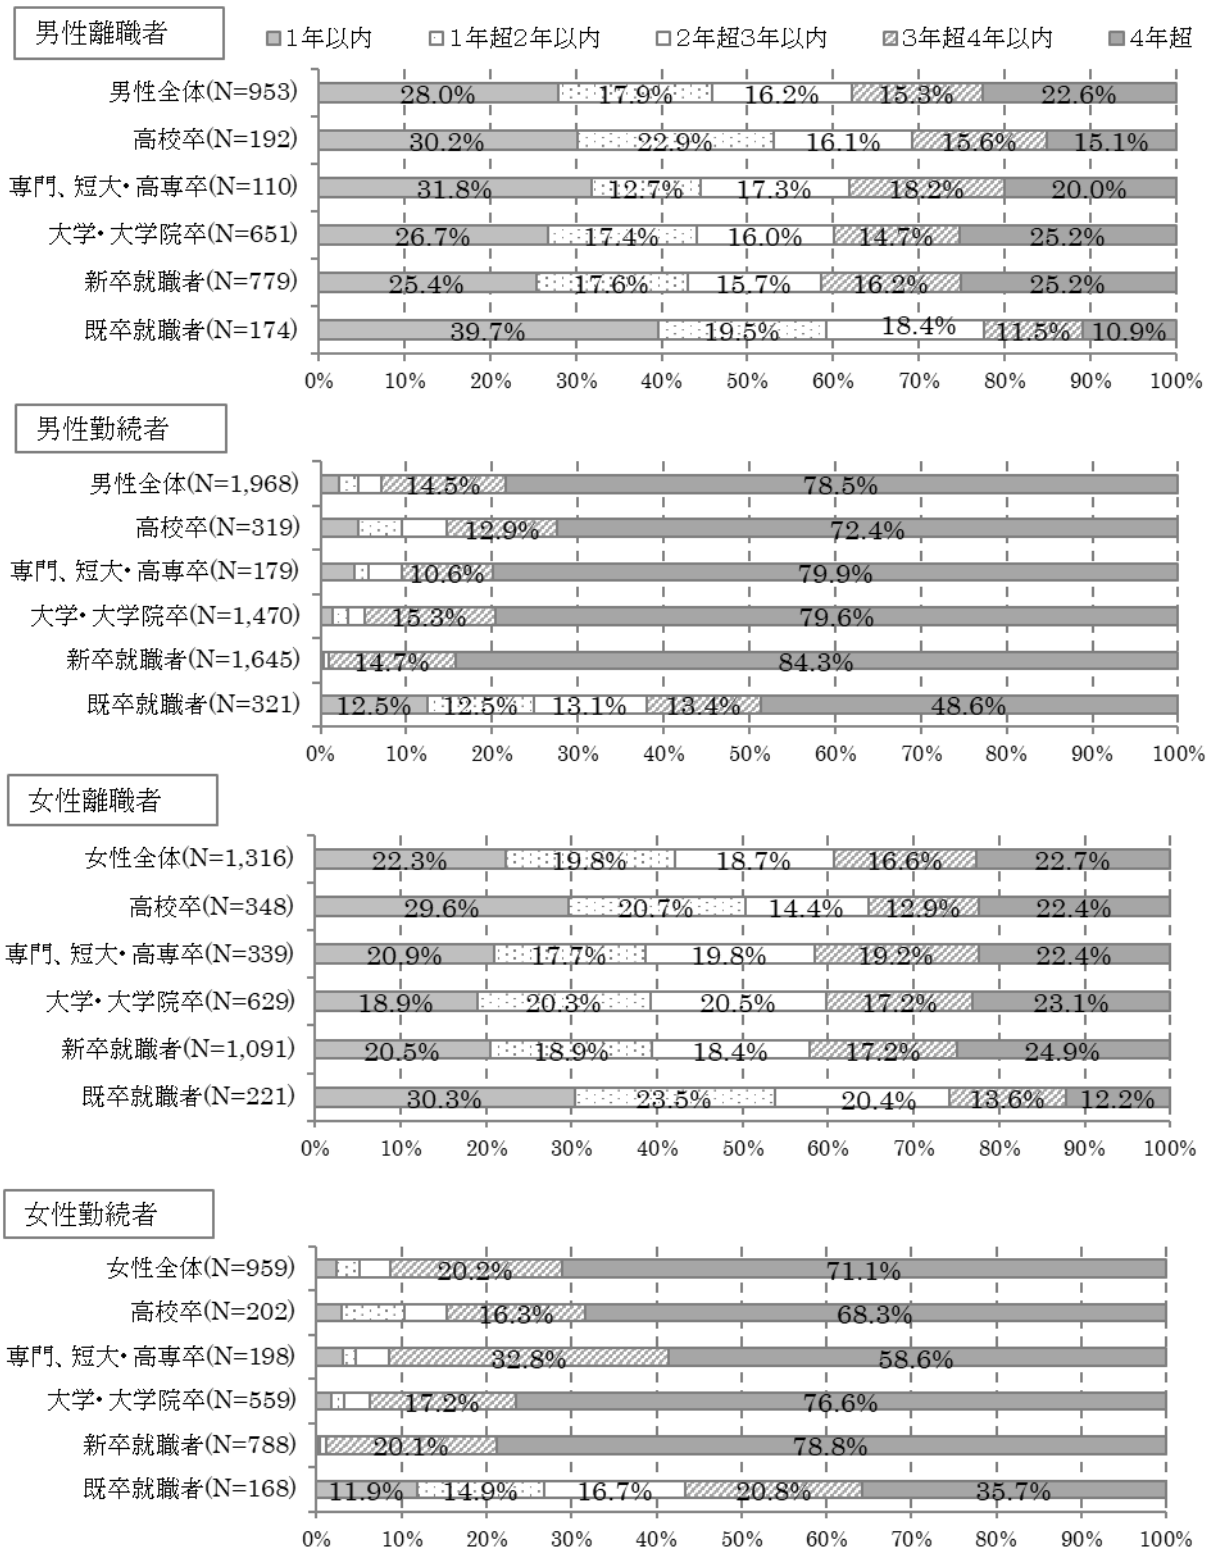 男性離職者
1年以内 1年超2年以内 2年超3年以内 3年超4年以内 4年超
男性全体(N=953) 28.0% 17.9% 16.2% 15.3% 22.6%
高校卒(N=192) 30.2% 22.9% 16.1% 15.6% 15.1%
専門、短大・高専卒(N=110) 31.8% 12.7% 17.3% 18.2% 20.0%
大学・大学院卒(N=651) 26.7% 17.4% 16.0% 14.7% 25.2%
新卒就職者(N=779) 25.4% 17.6% 15.7% 16.2% 25.2%
既卒就職者(N=174) 39.7% 19.5% 18.4% 11.5% 10.9%
0% 10% 20% 30% 40% 50% 60% 70% 80% 90% 100%
男性勤続者
男性全体(N=1,968) 14.5% 78.5%
高校卒(N=319) 12.9% 72.4%
専門、短大・高専卒(N=179) 10.6% 79.9%
大学・大学院卒(N=1,470) 15.3% 79.6%
新卒就職者(N=1,645) 14.7% 84.3%
既卒就職者(N=321) 12.5% 12.5% 13.1% 13.4% 48.6%
0% 10% 20% 30% 40% 50% 60% 70% 80% 90% 100%
女性離職者
女性全体(N=1,316) 22.3% 19.8% 18.7% 16.6% 22.7%
高校卒(N=348) 29.6% 20.7% 14.4% 12.9% 22.4%
専門、短大・高専卒(N=339) 20.9% 17.7% 19.8% 19.2% 22.4%
大学・大学院卒(N=629) 18.9% 20.3% 20.5% 17.2% 23.1%
新卒就職者(N=1,091) 20.5% 18.9% 18.4% 17.2% 24.9%
既卒就職者(N=221) 30.3% 23.5% 20.4% 13.6% 12.2%
0% 10% 20% 30% 40% 50% 60% 70% 80% 90% 100%
女性勤続者
女性全体(N=959) 20.2% 71.1%
高校卒(N=202) 16.3% 68.3%
専門、短大・高専卒(N=198) 32.8% 58.6%
大学・大学院卒(N=559) 17.2% 76.6%
新卒就職者(N=788) 20.1% 78.8%
既卒就職者(N=168) 11.9% 14.9% 16.7% 20.8% 35.7%
0% 10% 20% 30% 40% 50% 60% 70% 80% 90% 100%